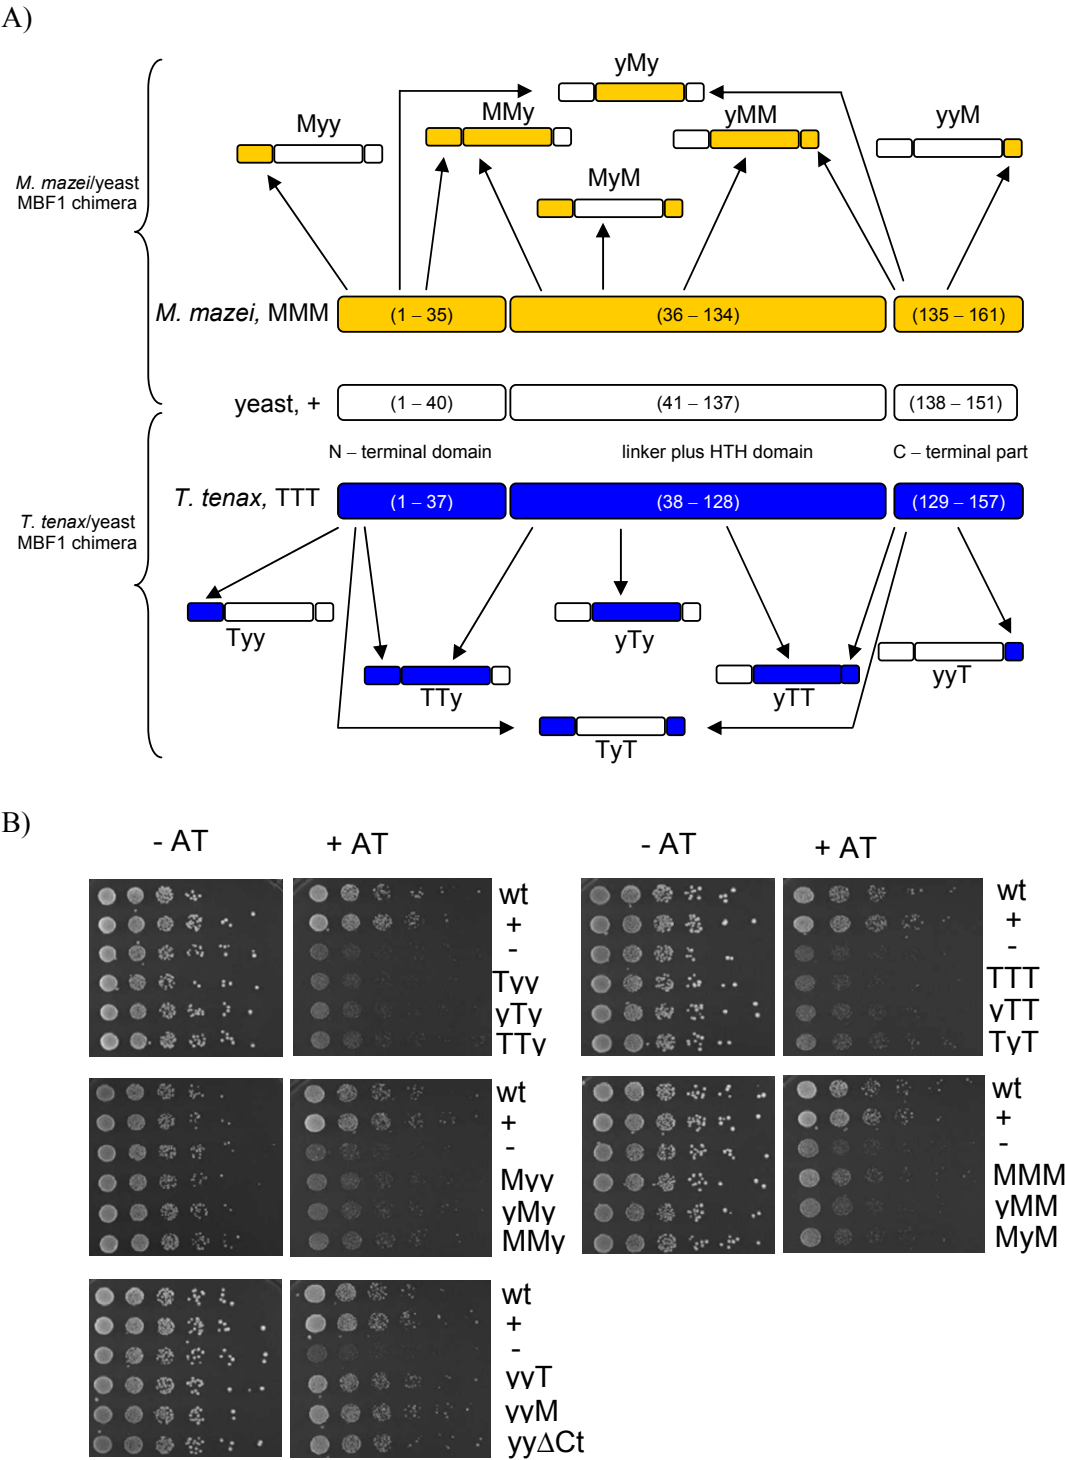 A)
yMy
MMy
yMM
yyM
Myy
MyM
M. mazei/yeast
MBF1 chimera
M. mazei, MMM
(1 – 35)
(36 – 134)
(135 – 161)
yeast, +
(1 – 40)
(41 – 137)
(138 – 151)
N – terminal domain
linker plus HTH domain
C – terminal part
T. tenax, TTT
(1 – 37)
(38 – 128)
(129 – 157)
T. tenax/yeast
MBF1 chimera
Tyy
yTy
yyT
TTy
yTT
TyT
B)
- AT
+ AT
- AT
+ AT
wt
+
-
Tyy
yTy
TTy
wt
+
-
TTT
yTT
TyT
wt
+
-
Myy
yMy
MMy
wt
+
-
MMM
yMM
MyM
wt
+
-
yyT
yyM
yyΔCt